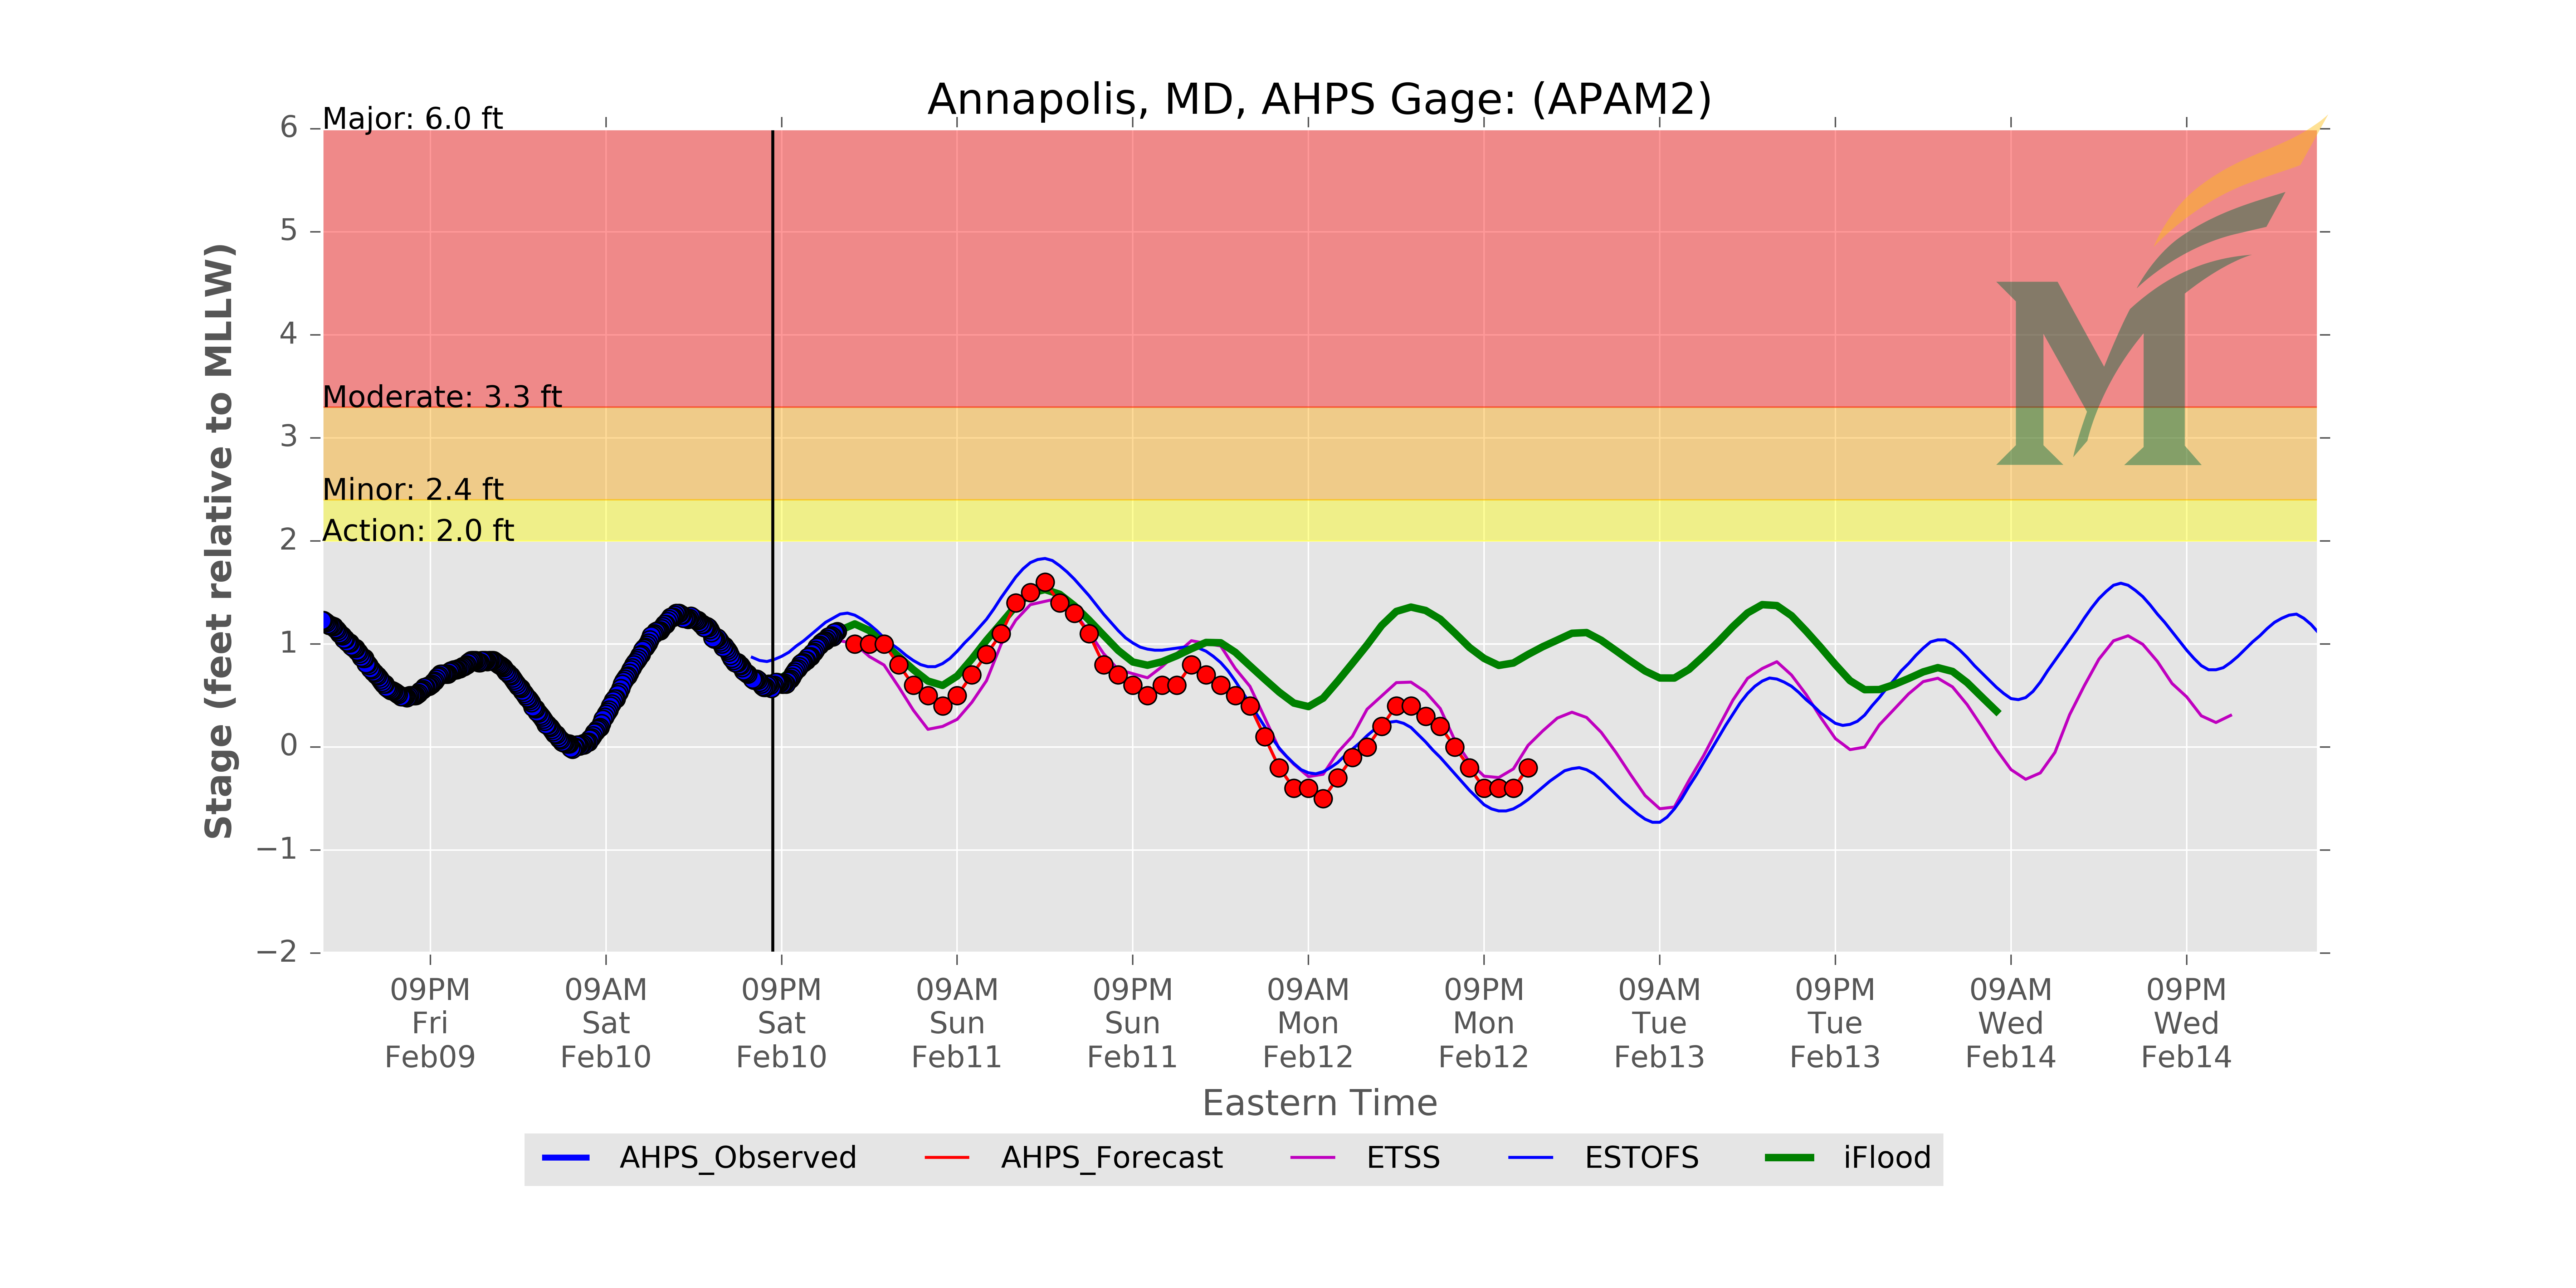 Annapolis, MD, AHPS Gage: (APAM2)
Major: 6.0 ft
Moderate: 3.3 ft
Minor: 2.4 ft
Action: 2.0 ft
Stage (feet relative to MLLW)
6
5
4
3
2
1
0
−1
−2
09PM 09AM 09PM 09AM 09PM 09AM 09PM 09AM 09PM 09AM 09PM
Fri Sat Sat Sun Sun Mon Mon Tue Tue Wed Wed
Feb09 Feb10 Feb10 Feb11 Feb11 Feb12 Feb12 Feb13 Feb13 Feb14 Feb14
Eastern Time
AHPS_Observed AHPS_Forecast ETSS ESTOFS iFlood
M